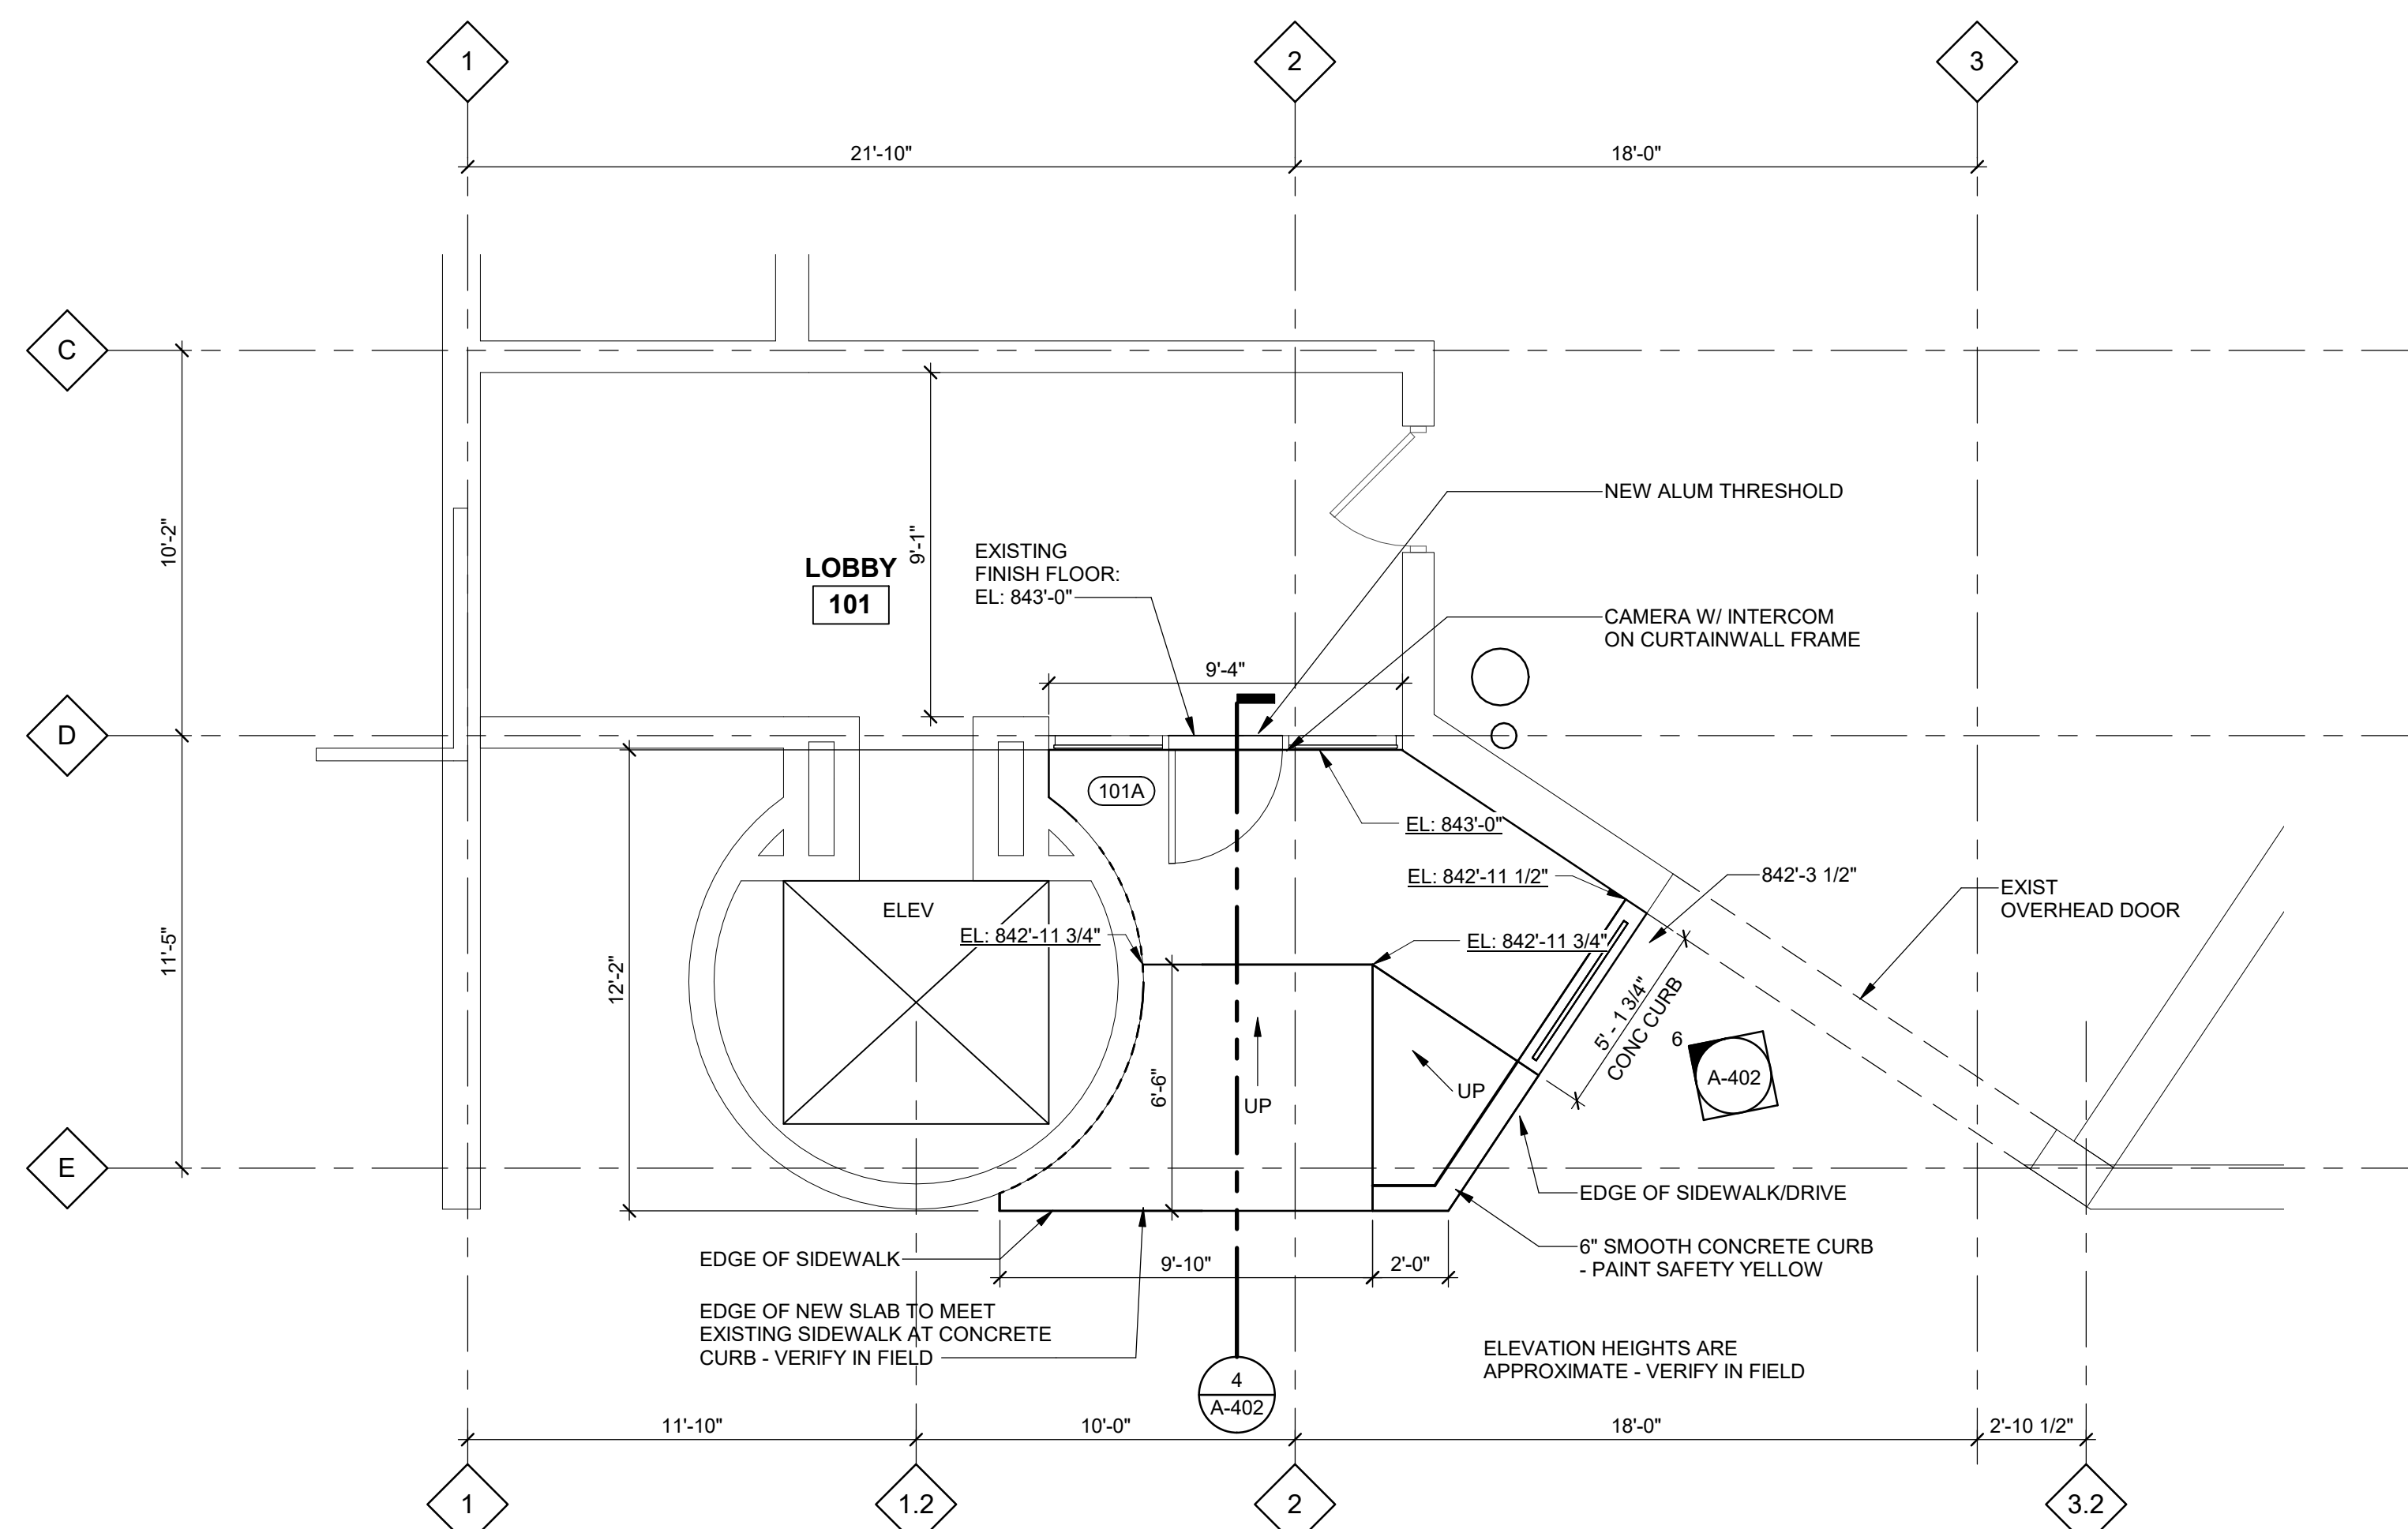 1
2
3
21'-10"
18'-0"
C
D
E
10'-2"
11'-5"
LOBBY
101
9'-1"
EXISTING
FINISH FLOOR:
EL: 843'-0"
NEW ALUM THRESHOLD
CAMERA W/ INTERCOM
ON CURTAINWALL FRAME
9'-4"
101A
EL: 843'-0"
EL: 842'-11 1/2"
842'-3 1/2"
EXIST
OVERHEAD DOOR
ELEV
EL: 842'-11 3/4"
EL: 842'-11 3/4"
12'-2"
6'-6"
UP
UP
5' - 1 3/4"
CONC CURB
6
A-402
EDGE OF SIDEWALK/DRIVE
6" SMOOTH CONCRETE CURB
- PAINT SAFETY YELLOW
EDGE OF SIDEWALK
9'-10"
2'-0"
EDGE OF NEW SLAB TO MEET
EXISTING SIDEWALK AT CONCRETE
CURB - VERIFY IN FIELD
ELEVATION HEIGHTS ARE
APPROXIMATE - VERIFY IN FIELD
4
A-402
11'-10"
10'-0"
18'-0"
2'-10 1/2"
1
1.2
2
3.2